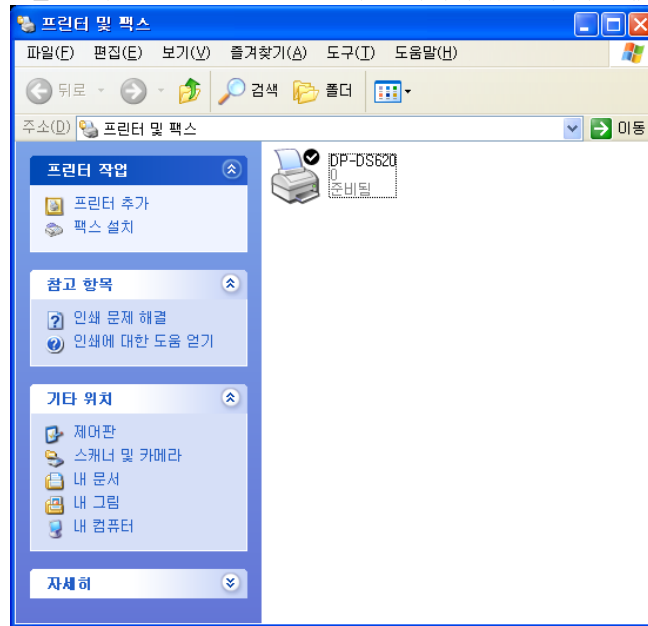 프린터 및 팩스
파일(F) 편집(E) 보기(V) 즐겨찾기(A) 도구(T) 도움말(H)
뒤로 검색 폴더
주소(D) 프린터 및 팩스 이동
프린터 작업
프린터 추가
팩스 설치
참고 항목
인쇄 문제 해결
인쇄에 대한 도움 얻기
기타 위치
제어판
스캐너 및 카메라
내 문서
내 그림
내 컴퓨터
자세히
DP-DS620
0
준비됨